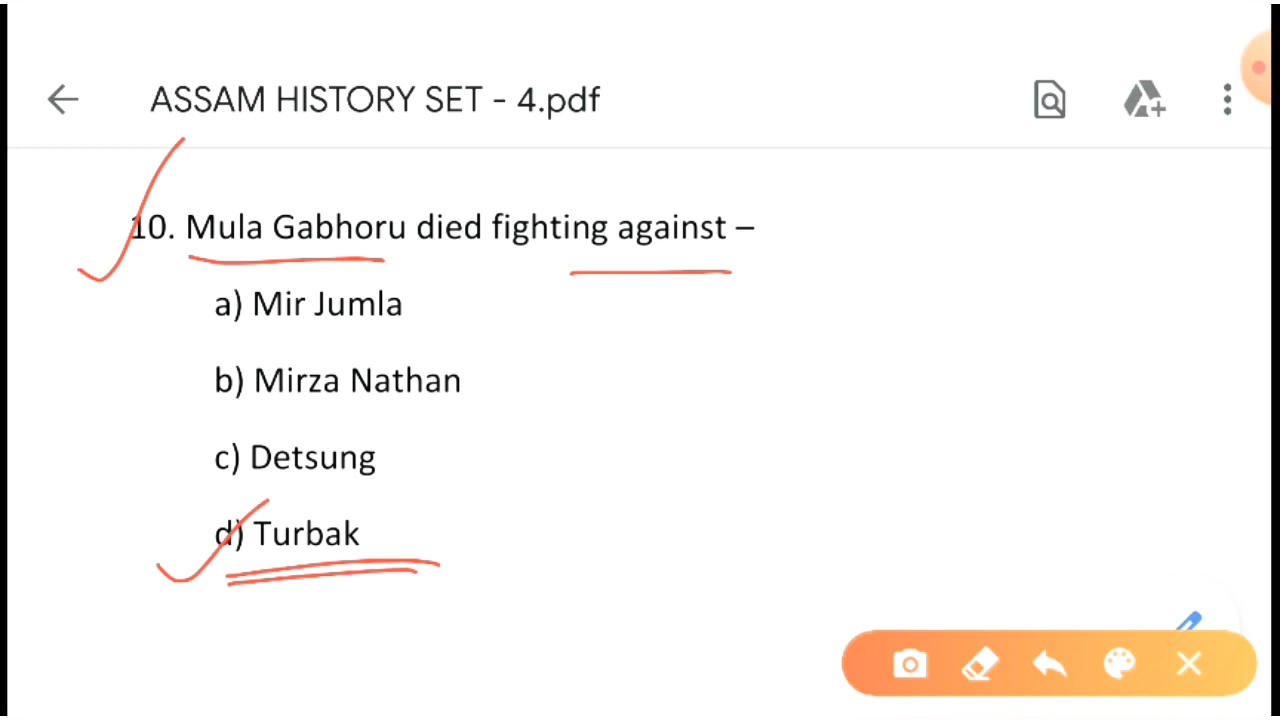 ASSAM HISTORY SET - 4.pdf
10. Mula Gabhoru died fighting against –
a) Mir Jumla
b) Mirza Nathan
c) Detsung
d) Turbak